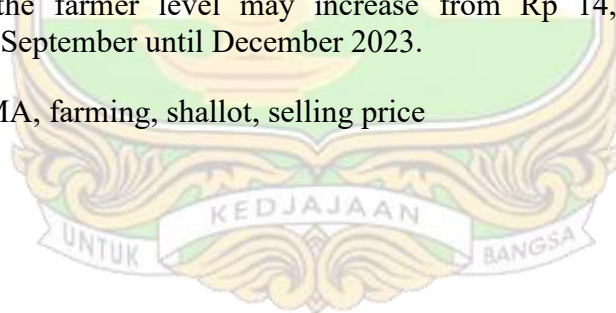 the farmer level may increase from Rp 14,
September until December 2023.
MA, farming, shallot, selling price
KEDJAJAAN
UNTUK BANGSA